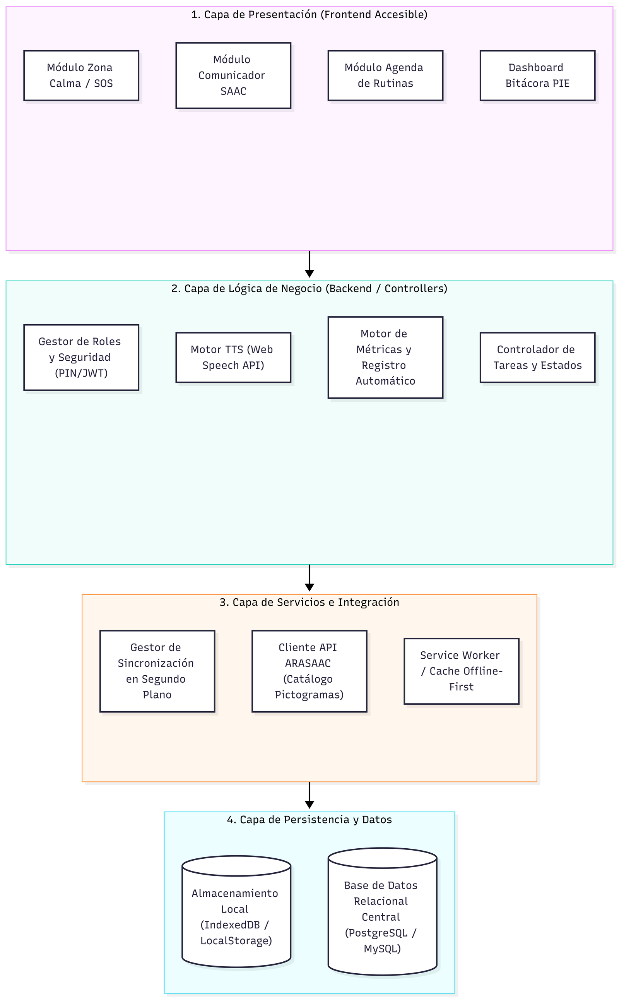 1. Capa de Presentación (Frontend Accesible)
Módulo Zona
Calma / SOS
Módulo
Comunicador
SAAC
Módulo Agenda
de Rutinas
Dashboard
Bitácora PIE
2. Capa de Lógica de Negocio (Backend / Controllers)
Gestor de Roles
y Seguridad
(PIN/JWT)
Motor TTS (Web
Speech API)
Motor de
Métricas y
Registro
Automático
Controlador de
Tareas y Estados
3. Capa de Servicios e Integración
Gestor de
Sincronización
en Segundo
Plano
Cliente API
ARASAAC
(Catálogo
Pictogramas)
Service Worker
/ Cache Offline-
First
4. Capa de Persistencia y Datos
Almacenamiento
Local
(IndexedDB /
LocalStorage)
Base de Datos
Relacional
Central
(PostgreSQL /
MySQL)